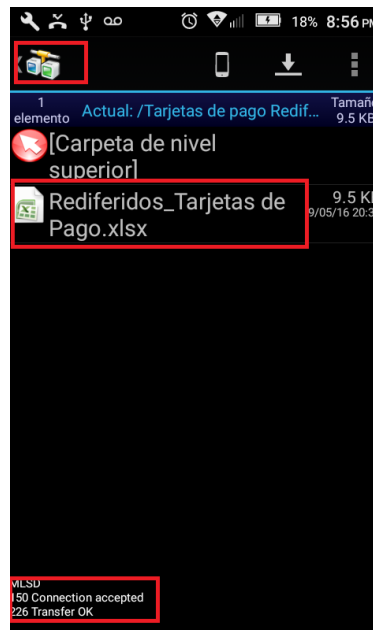 18% 8:56 PM
1
elemento
Actual: /Tarjetas de pago Redif...
Tamaño
9.5 KB
[Carpeta de nivel
superior]
Rediferidos_Tarjetas de
Pago.xlsx
9.5 K
9/05/16 20:3
MLSD
150 Connection accepted
226 Transfer OK